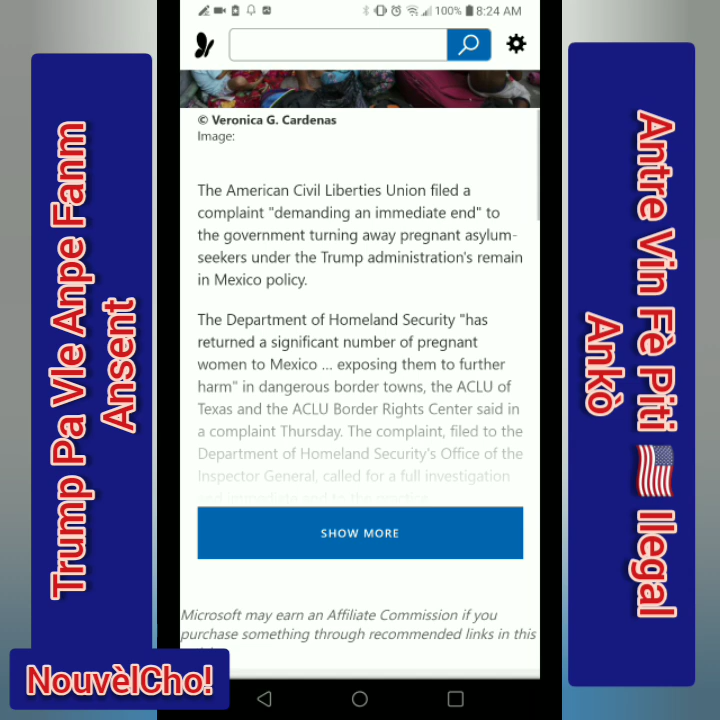 100% 8:24 AM
© Veronica G. Cardenas
Image:
The American Civil Liberties Union filed a
complaint "demanding an immediate end" to
the government turning away pregnant asylum-
seekers under the Trump administration's remain
in Mexico policy.
The Department of Homeland Security "has
returned a significant number of pregnant
women to Mexico ... exposing them to further
harm" in dangerous border towns, the ACLU of
Texas and the ACLU Border Rights Center said in
a complaint Thursday. The complaint, filed to the
Department of Homeland Security's Office of the
Inspector General, called for a full investigation
and immediate end to the practice.
SHOW MORE
Microsoft may earn an Affiliate Commission if you
purchase something through recommended links in this
Trump Pa Vle Anpe Fanm
Ansent
Antre Vin Fè Piti 🇺🇸 Ilegal
Ankò
NouvèlCho!